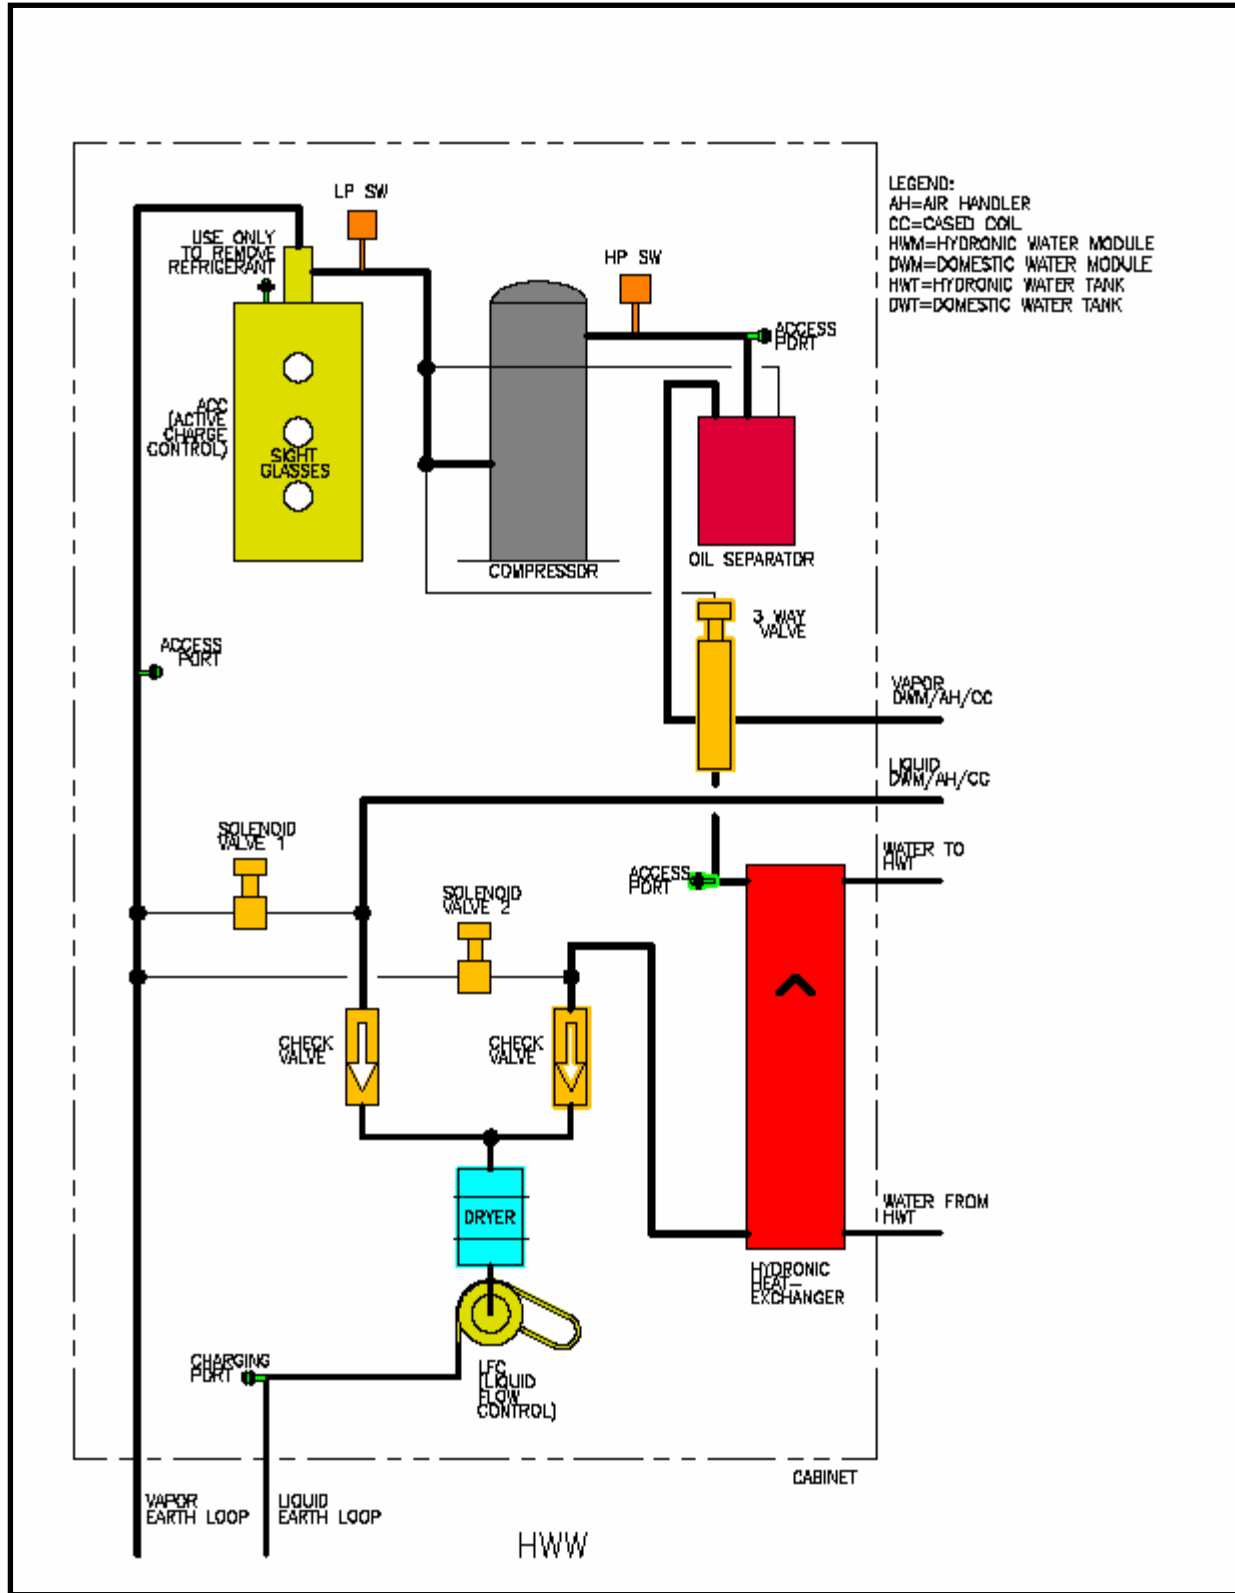 LP SW
USE ONLY
TO REMOVE
REFRIGERANT
HP SW
LEGEND:
AH=AIR HANDLER
CC=CASED COIL
HWM=HYDRONIC WATER MODULE
DWM=DOMESTIC WATER MODULE
HWT=HYDRONIC WATER TANK
DWT=DOMESTIC WATER TANK
ACCESS
PORT
ACC
(ACTIVE
CHARGE
CONTROL)
SIGHT
GLASSES
COMPRESSOR
OIL SEPARATOR
3 WAY
VALVE
ACCESS
PORT
VAPOR
DWM/AH/CC
LIQUID
DWM/AH/CC
SOLENOID
VALVE 1
WATER TO
HWT
ACCESS
PORT
SOLENOID
VALVE 2
CHECK
VALVE
CHECK
VALVE
DRYER
WATER FROM
HWT
HYDRONIC
HEAT-
EXCHANGER
CHARGING
PORT
LFC
(LIQUID
FLOW
CONTROL)
CABINET
VAPOR
EARTH LOOP
LIQUID
EARTH LOOP
HWW